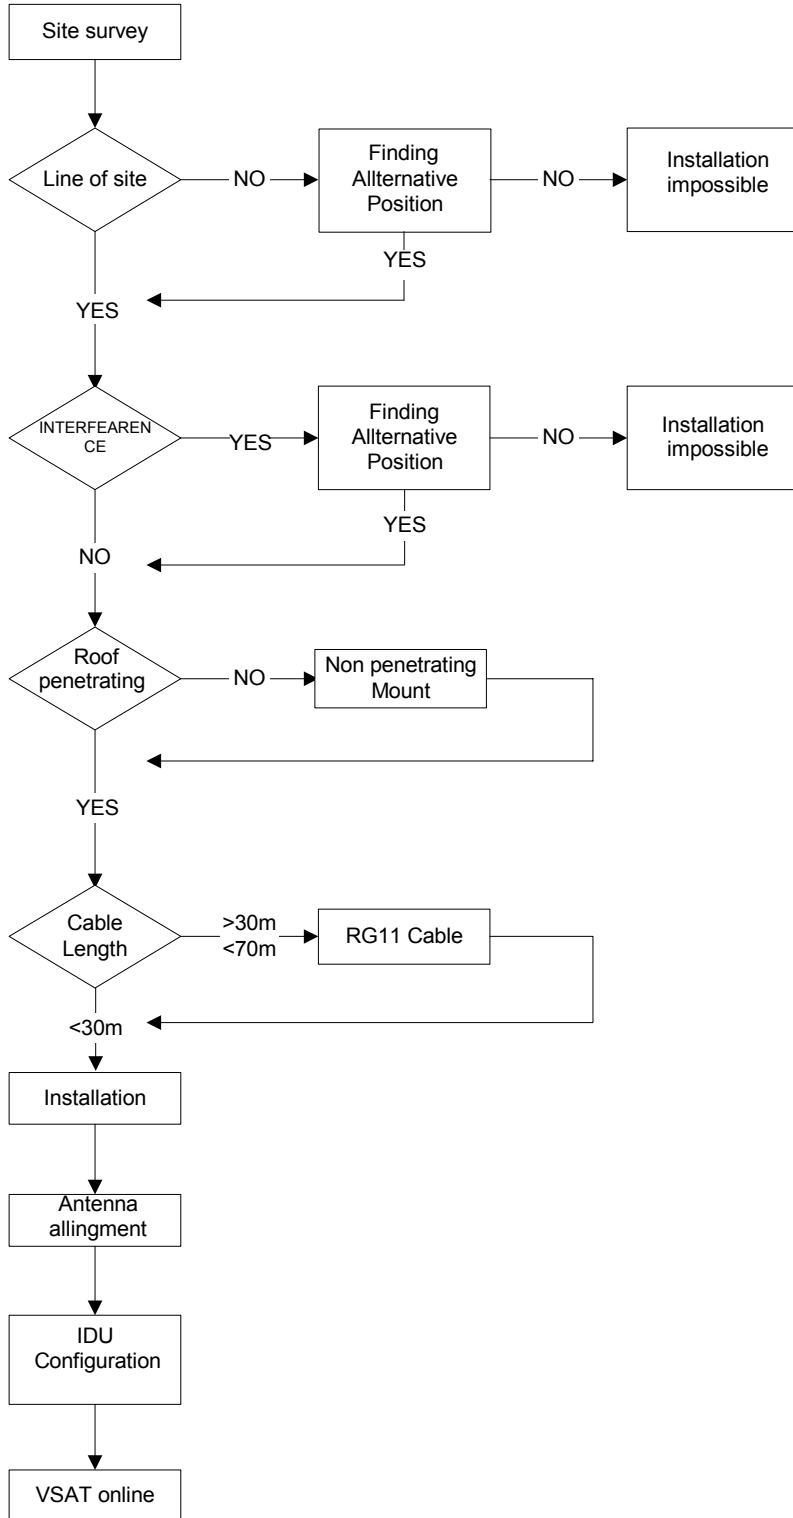 Site survey
Line of site
NO
Finding
Allternative
Position
NO
Installation
impossible
YES
YES
INTERFEAREN
CE
YES
Finding
Allternative
Position
NO
Installation
impossible
YES
NO
Roof
penetrating
NO
Non penetrating
Mount
YES
Cable
Length
>30m
<70m
RG11 Cable
<30m
Installation
Antenna
allingment
IDU
Configuration
VSAT online